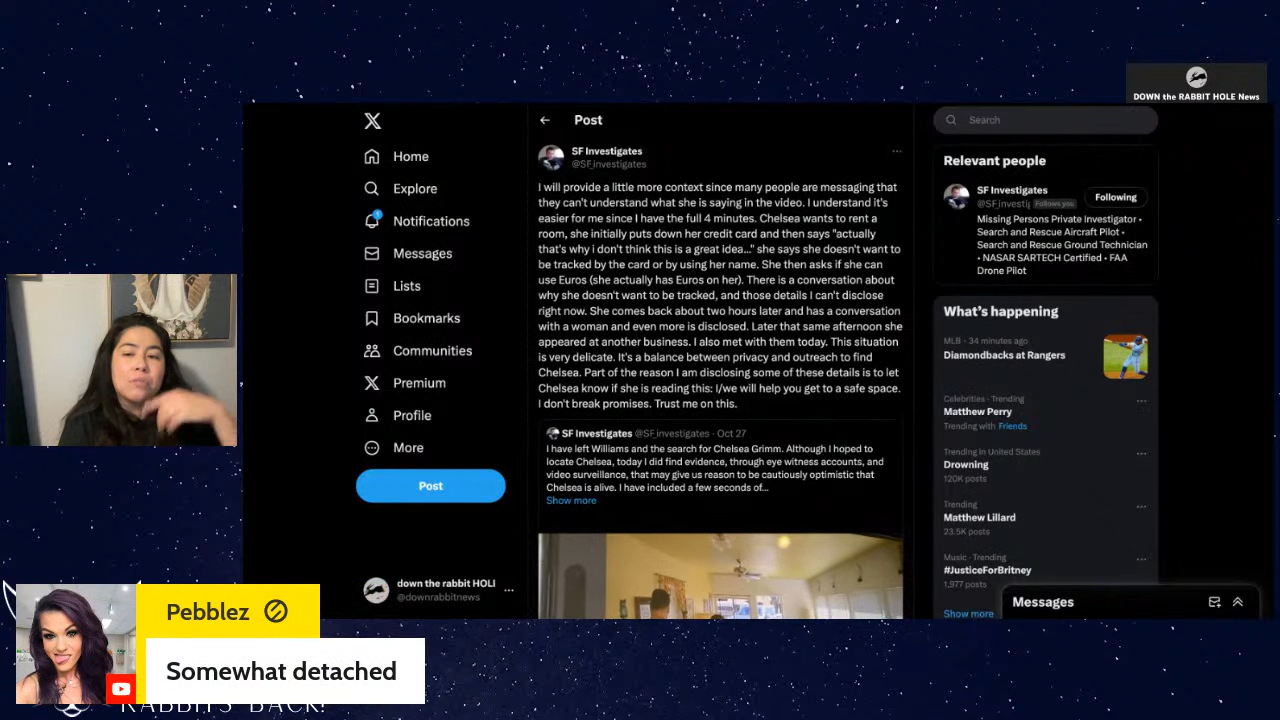 DOWN the RABBIT HOLE News
Home
Explore
Notifications
Messages
Lists
Bookmarks
Communities
Premium
Profile
More
Post
down the rabbit HOLI
@downrabbitnews
Post
SF Investigates
@SF_investigates
I will provide a little more context since many people are messaging that
they can't understand what she is saying in the video. I understand it's
easier for me since I have the full 4 minutes. Chelsea wants to rent a
room, she initially puts down her credit card and then says "actually
that's why i don't think this is a great idea..." she says she doesn't want to
be tracked by the card or by using her name. She then asks if she can
use Euros (she actually has Euros on her). There is a conversation about
why she doesn't want to be tracked, and those details I can't disclose
right now. She comes back about two hours later and has a conversation
with a woman and even more is disclosed. Later that same afternoon she
appeared at another business. I also met with them today. This situation
is very delicate. It's a balance between privacy and outreach to find
Chelsea. Part of the reason I am disclosing some of these details is to let
Chelsea know if she is reading this: I/we will help you get to a safe space.
I don't break promises. Trust me on this.
SF Investigates @SF_investigates · Oct 27
I have left Williams and the search for Chelsea Grimm. Although I hoped to
locate Chelsea, today I did find evidence, through eye witness accounts, and
video surveillance, that may give us reason to be cautiously optimistic that
Chelsea is alive. I have included a few seconds of...
Show more
Search
Relevant people
SF Investigates
@SF_investig Follows you
Following
Missing Persons Private Investigator •
Search and Rescue Aircraft Pilot •
Search and Rescue Ground Technician
• NASAR SARTECH Certified • FAA
Drone Pilot
What's happening
MLB · 34 minutes ago
Diamondbacks at Rangers
Celebrities · Trending
Matthew Perry
Trending with Friends
Trending in United States
Drowning
120K posts
Trending
Matthew Lillard
23.5K posts
Music · Trending
#JusticeForBritney
1,977 posts
Show more
Messages
Pebblez
Somewhat detached
RABBITS BACK!